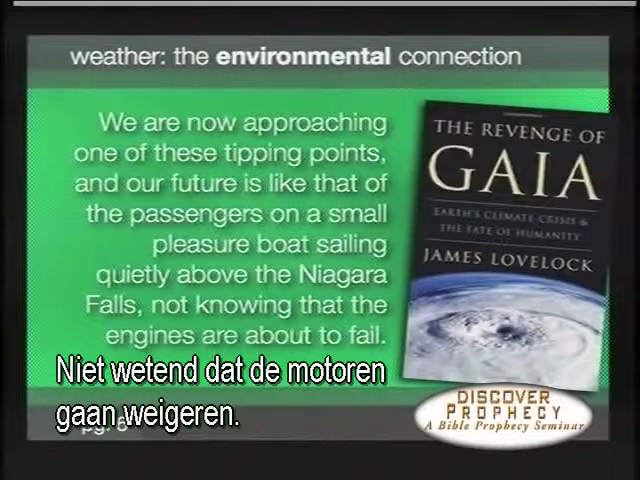 weather: the environmental connection
We are now approaching
one of these tipping points,
and our future is like that of
the passengers on a small
pleasure boat sailing
quietly above the Niagara
Falls, not knowing that the
engines are about to fail.
THE REVENGE OF
GAIA
EARTH'S CLIMATE CRISIS &
THE FATE OF HUMANITY
JAMES LOVELOCK
Niet wetend dat de motoren
gaan weigeren.
pg. 6
DISCOVER
PROPHECY
A Bible Prophecy Seminar